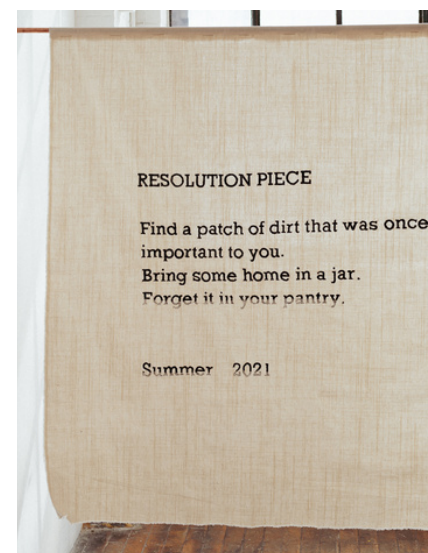 RESOLUTION PIECE
Find a patch of dirt that was once
important to you.
Bring some home in a jar.
Forget it in your pantry.
Summer 2021